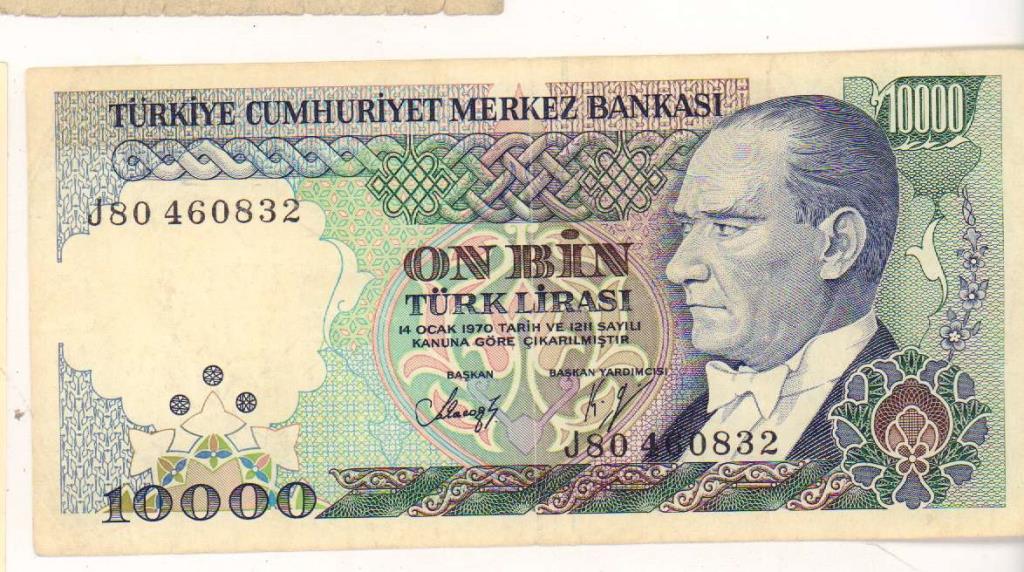 TÜRKİYE CUMHURİYET MERKEZ BANKASI
10000
J80 460832
ON BİN
TÜRK LİRASI
14 OCAK 1970 TARİH VE 1211 SAYILI
KANUNA GÖRE ÇIKARILMIŞTIR
BAŞKAN BAŞKAN YARDIMCISI
J80 460832
10000